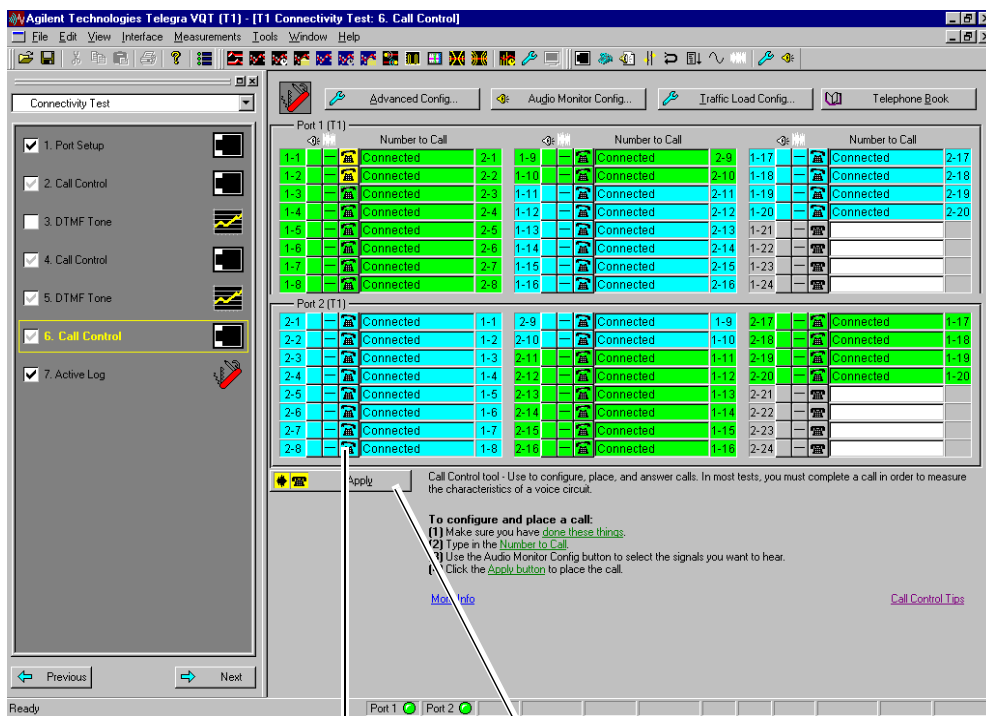 Agilent Technologies Telegra VQT (T1) - [T1 Connectivity Test: 6. Call Control]
File Edit View Interface Measurements Tools Window Help
Connectivity Test
Advanced Config... Audio Monitor Config... Traffic Load Config... Telephone Book
1. Port Setup
2. Call Control
3. DTMF Tone
4. Call Control
5. DTMF Tone
6. Call Control
7. Active Log
Port 1 (T1)
Number to Call Number to Call Number to Call
1-1 Connected 2-1 1-9 Connected 2-9 1-17 Connected 2-17
1-2 Connected 2-2 1-10 Connected 2-10 1-18 Connected 2-18
1-3 Connected 2-3 1-11 Connected 2-11 1-19 Connected 2-19
1-4 Connected 2-4 1-12 Connected 2-12 1-20 Connected 2-20
1-5 Connected 2-5 1-13 Connected 2-13 1-21
1-6 Connected 2-6 1-14 Connected 2-14 1-22
1-7 Connected 2-7 1-15 Connected 2-15 1-23
1-8 Connected 2-8 1-16 Connected 2-16 1-24
Port 2 (T1)
2-1 Connected 1-1 2-9 Connected 1-9 2-17 Connected 1-17
2-2 Connected 1-2 2-10 Connected 1-10 2-18 Connected 1-18
2-3 Connected 1-3 2-11 Connected 1-11 2-19 Connected 1-19
2-4 Connected 1-4 2-12 Connected 1-12 2-20 Connected 1-20
2-5 Connected 1-5 2-13 Connected 1-13 2-21
2-6 Connected 1-6 2-14 Connected 1-14 2-22
2-7 Connected 1-7 2-15 Connected 1-15 2-23
2-8 Connected 1-8 2-16 Connected 1-16 2-24
Apply
Call Control tool - Use to configure, place, and answer calls. In most tests, you must complete a call in order to measure
the characteristics of a voice circuit.
To configure and place a call:
(1) Make sure you have done these things.
(2) Type in the Number to Call.
(3) Use the Audio Monitor Config button to select the signals you want to hear.
Click the Apply button to place the call.
More Info Call Control Tips
Previous Next
Ready Port 1 Port 2